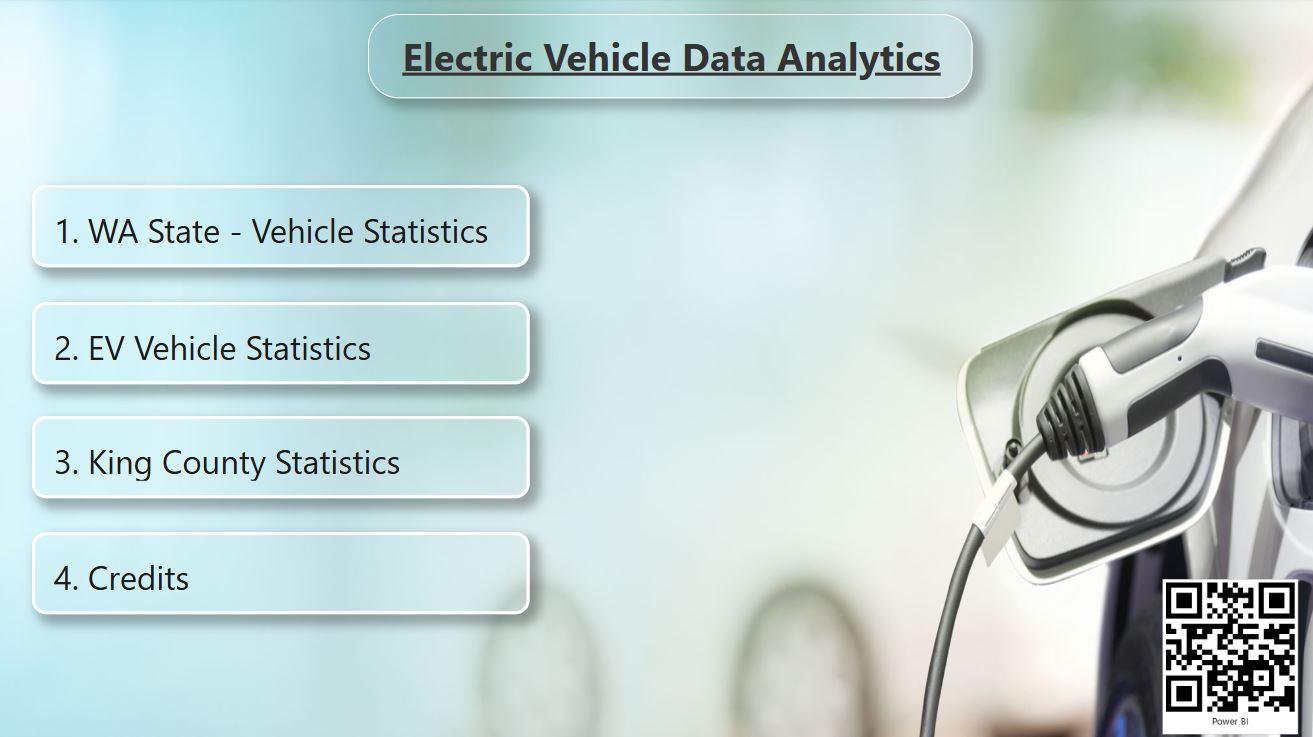 Electric Vehicle Data Analytics
1. WA State - Vehicle Statistics
2. EV Vehicle Statistics
3. King County Statistics
4. Credits
Power BI